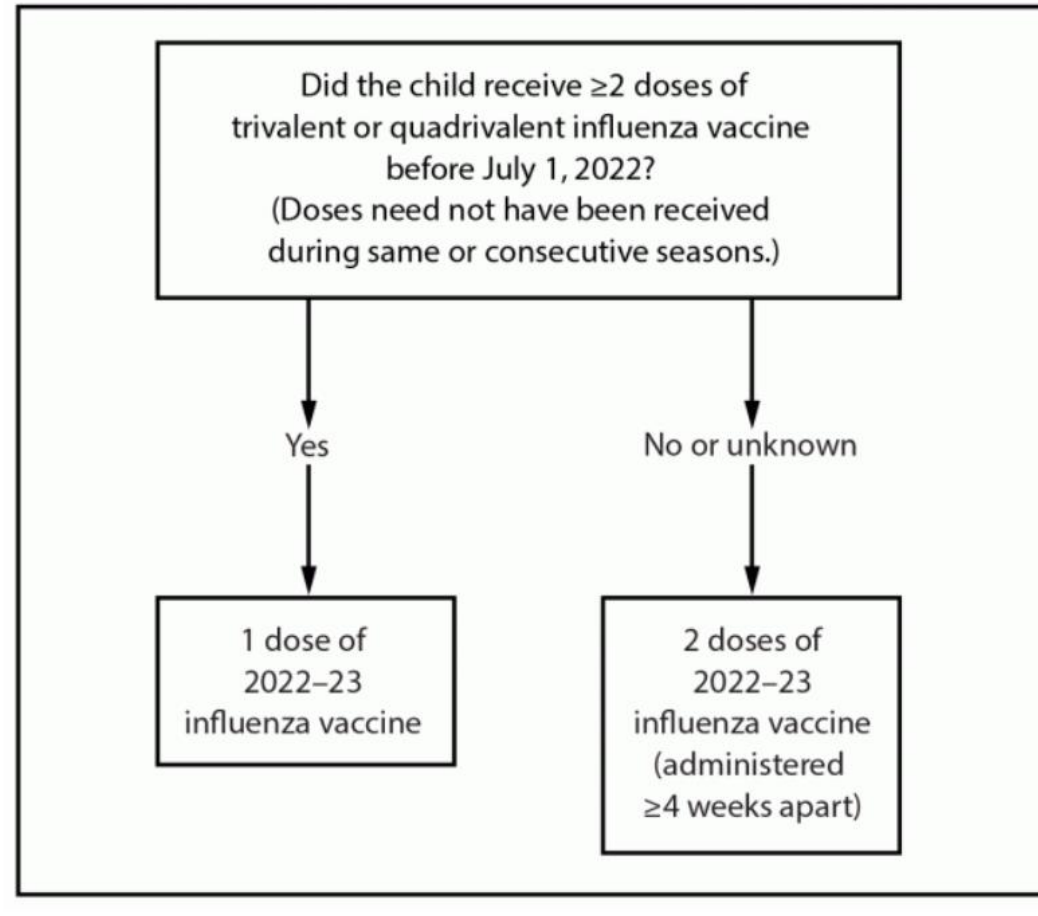 Did the child receive ≥2 doses of
trivalent or quadrivalent influenza vaccine
before July 1, 2022?
(Doses need not have been received
during same or consecutive seasons.)
Yes
No or unknown
1 dose of
2022–23
influenza vaccine
2 doses of
2022–23
influenza vaccine
(administered
≥4 weeks apart)